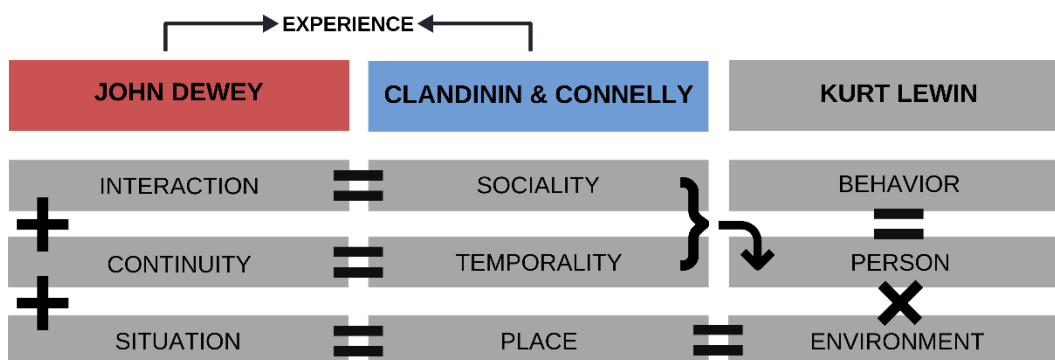 EXPERIENCE
JOHN DEWEY CLANDININ & CONNELLY KURT LEWIN
INTERACTION = SOCIALITY } BEHAVIOR
+ =
CONTINUITY = TEMPORALITY PERSON
+ ×
SITUATION = PLACE = ENVIRONMENT